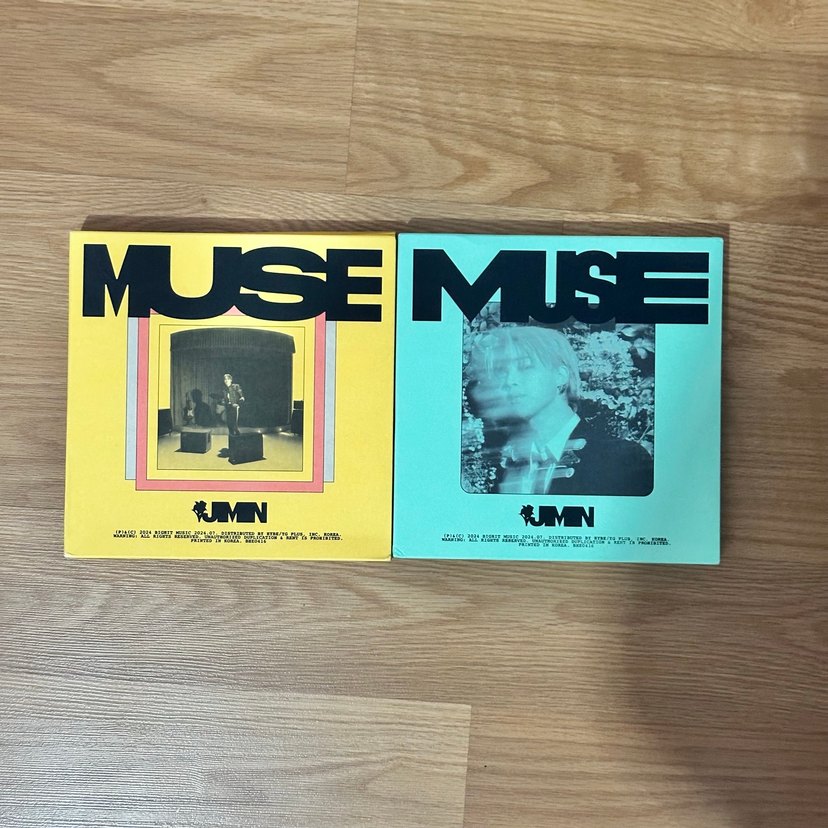 MUSE
JIMIN
(P)&(C) 2024 BIGHIT MUSIC 2024.07. DISTRIBUTED BY HYBE/YG PLUS, INC. KOREA.
WARNING: ALL RIGHTS RESERVED. UNAUTHORIZED DUPLICATION & RENT IS PROHIBITED.
PRINTED IN KOREA. BHE0416
MUSE
JIMIN
(P)&(C) 2024 BIGHIT MUSIC 2024.07. DISTRIBUTED BY HYBE/YG PLUS, INC. KOREA.
WARNING: ALL RIGHTS RESERVED. UNAUTHORIZED DUPLICATION & RENT IS PROHIBITED.
PRINTED IN KOREA. BHE0416